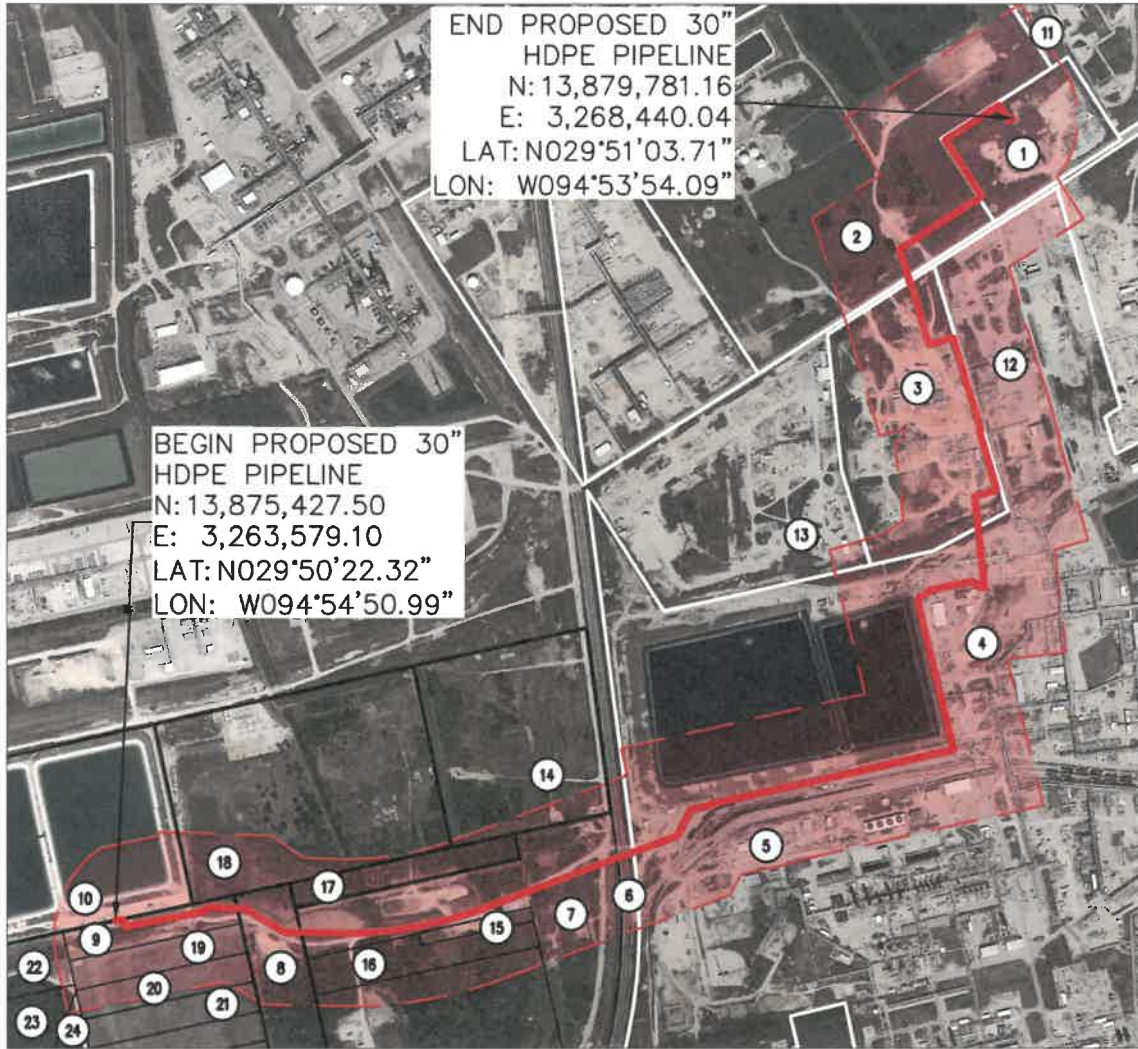 END PROPOSED 30"
HDPE PIPELINE
N: 13,879,781.16
E: 3,268,440.04
LAT: N029°51'03.71"
LON: W094°53'54.09"
11
1
2
12
3
BEGIN PROPOSED 30"
HDPE PIPELINE
N: 13,875,427.50
E: 3,263,579.10
LAT: N029°50'22.32"
LON: W094°54'50.99"
13
4
14
5
18
17
10
6
7
15
9
19
8
16
22
20
21
23
24